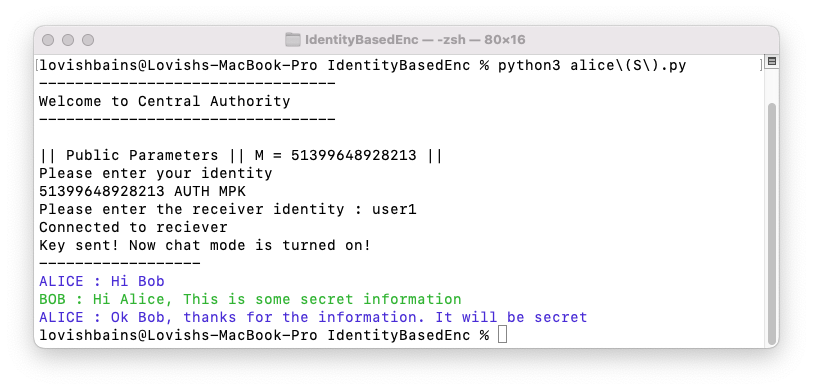 IdentityBasedEnc — -zsh — 80×16
[lovishbains@Lovishs-MacBook-Pro IdentityBasedEnc % python3 alice\(S\).py ]
---------------------------------
Welcome to Central Authority
---------------------------------
|| Public Parameters || M = 51399648928213 ||
Please enter your identity
51399648928213 AUTH MPK
Please enter the receiver identity : user1
Connected to reciever
Key sent! Now chat mode is turned on!
------------------
ALICE : Hi Bob
BOB : Hi Alice, This is some secret information
ALICE : Ok Bob, thanks for the information. It will be secret
lovishbains@Lovishs-MacBook-Pro IdentityBasedEnc %